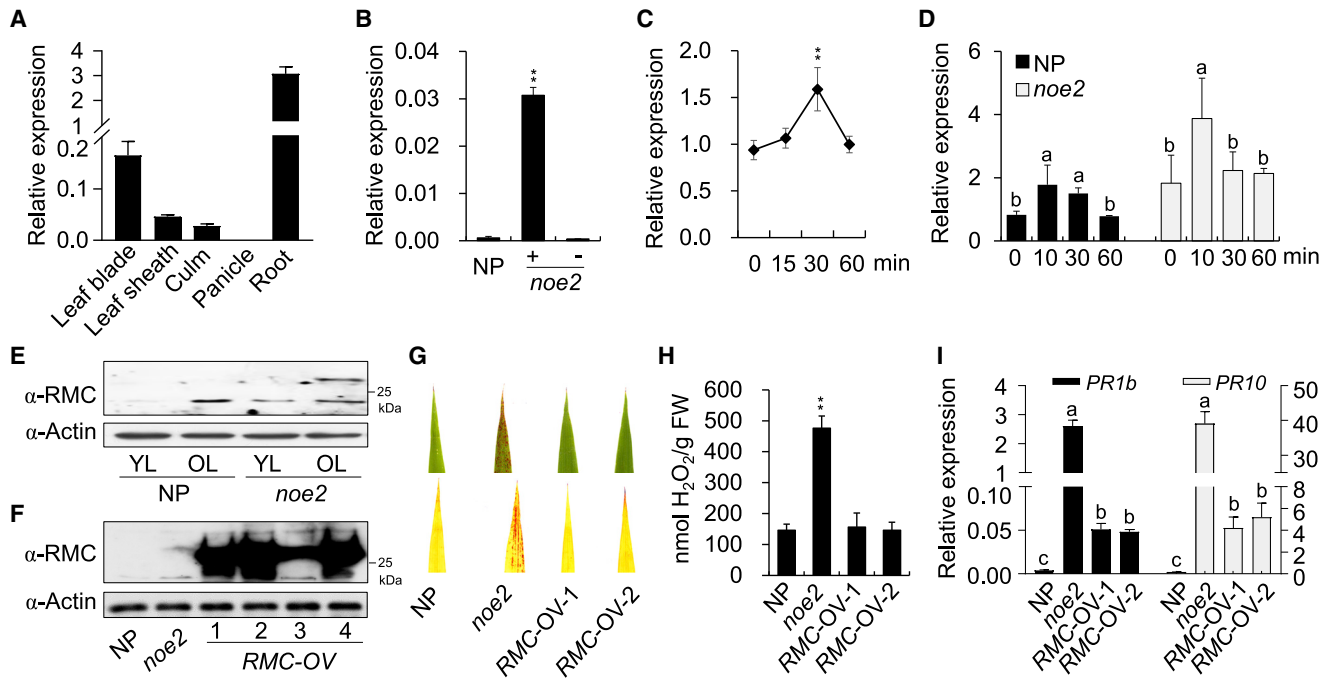 A
Relative expression
4
3
2
1
0.2
0.1
0.0
Leaf blade
Leaf sheath
Culm
Panicle
Root
B
Relative expression
0.04
0.03
0.02
0.01
0.00
**
NP
+
-
noe2
C
Relative expression
2.0
1.5
1.0
0.5
0.0
**
0 15 30 60 min
D
Relative expression
6
4
2
0
NP
noe2
b a a b
b a b b
0 10 30 60 0 10 30 60 min
E
α-RMC
25
kDa
α-Actin
YL OL YL OL
NP noe2
F
α-RMC
25
kDa
α-Actin
NP noe2 1 2 3 4
RMC-OV
G
NP
noe2
RMC-OV-1
RMC-OV-2
H
nmol H₂O₂/g FW
600
500
400
300
200
100
0
**
NP
noe2
RMC-OV-1
RMC-OV-2
I
Relative expression
PR1b
PR10
4
3
2
1
0.10
0.05
0.00
50
40
30
8
6
4
2
0
c a b b
c a b b
NP
noe2
RMC-OV-1
RMC-OV-2
NP
noe2
RMC-OV-1
RMC-OV-2